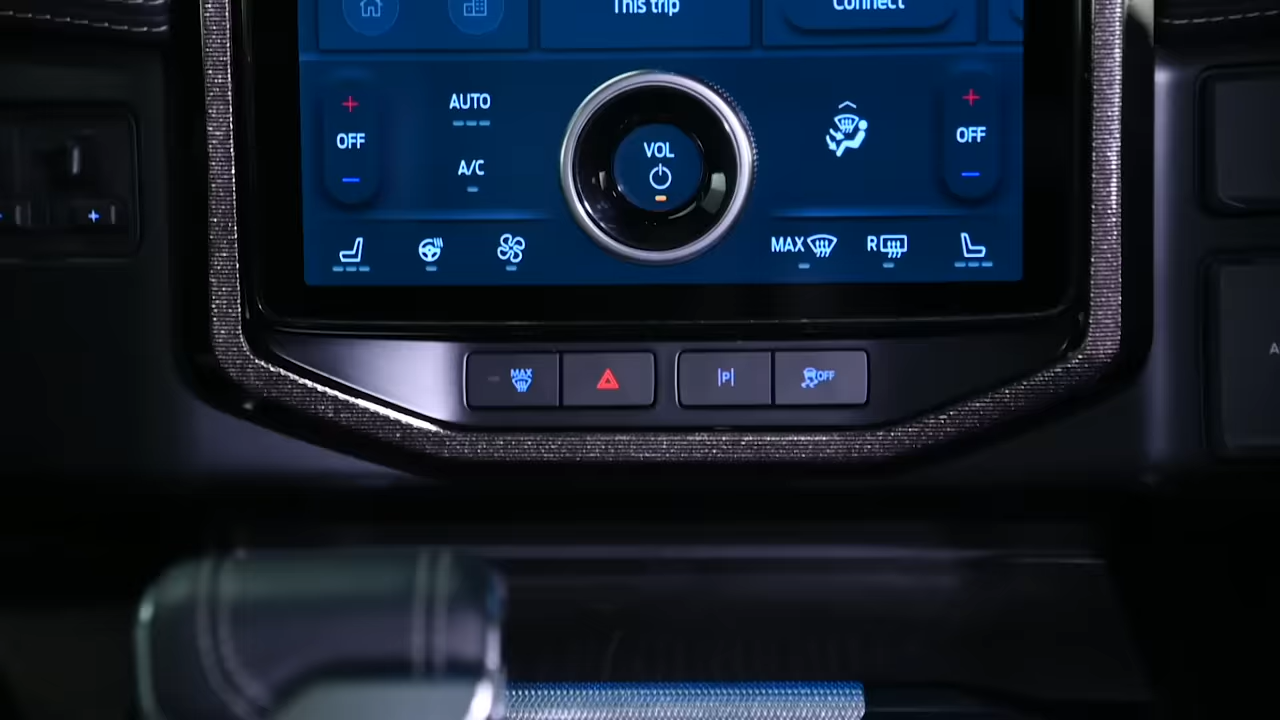 This trip
Connect
OFF
AUTO
A/C
VOL
OFF
MAX
R
MAX
P
OFF